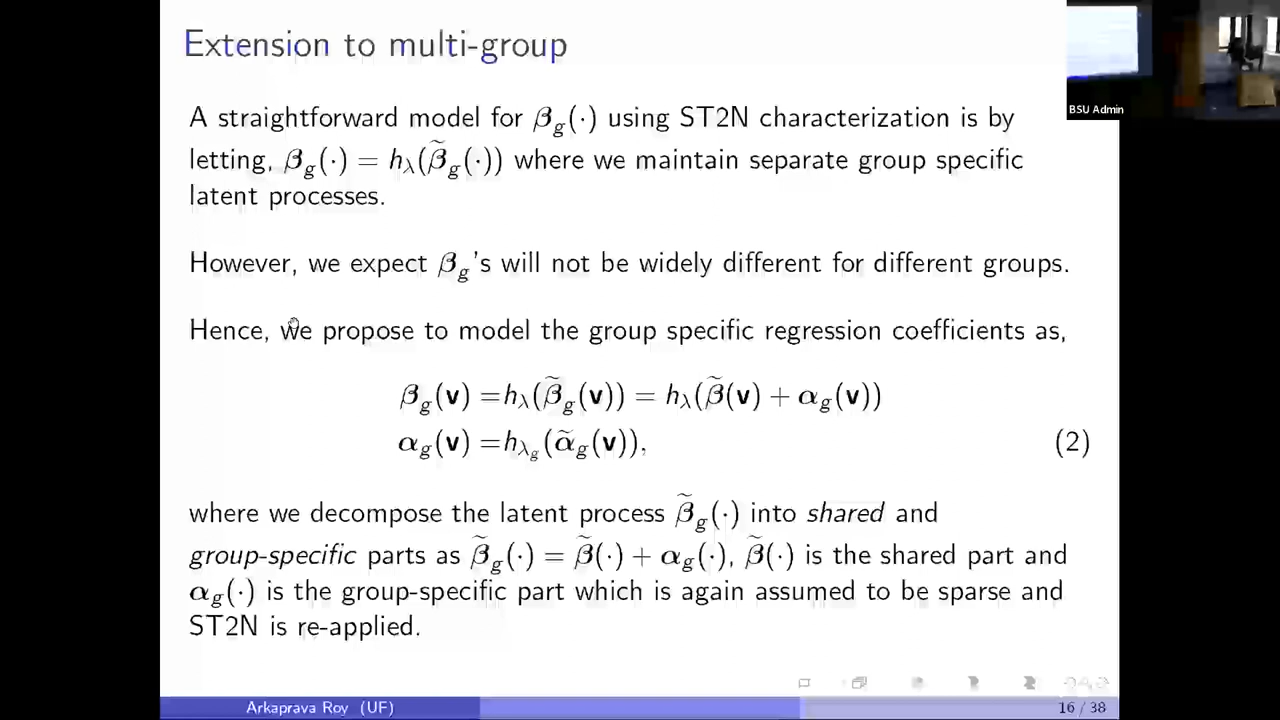 Extension to multi-group
BSU Admin
A straightforward model for β_g(·) using ST2N characterization is by
letting, β_g(·) = h_λ(β̃_g(·)) where we maintain separate group specific
latent processes.
However, we expect β_g's will not be widely different for different groups.
Hence, we propose to model the group specific regression coefficients as,
β_g(v) =h_λ(β̃_g(v)) = h_λ(β̃(v) + α_g(v))
α_g(v) =h_{λ_g}(α̃_g(v)), (2)
where we decompose the latent process β̃_g(·) into shared and
group-specific parts as β̃_g(·) = β̃(·) + α_g(·), β̃(·) is the shared part and
α_g(·) is the group-specific part which is again assumed to be sparse and
ST2N is re-applied.
Arkaprava Roy (UF) 16 / 38